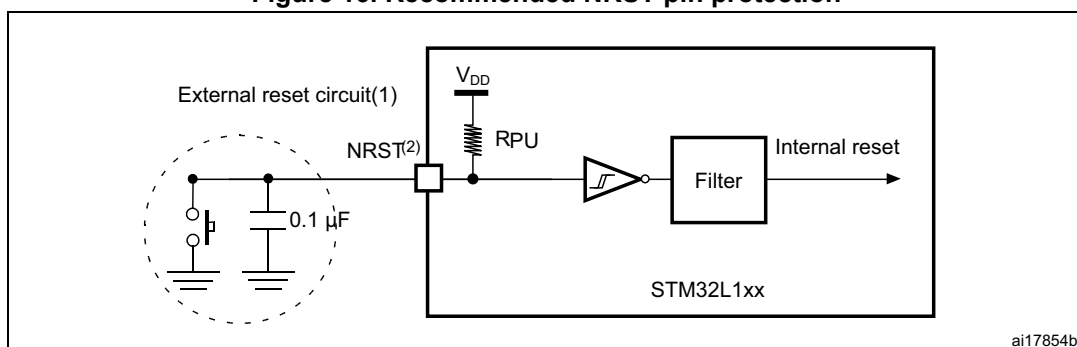 Figure 16. Recommended NRST pin protection
External reset circuit(1)
VDD
NRST(2)
RPU
Internal reset
Filter
0.1 μF
STM32L1xx
ai17854b